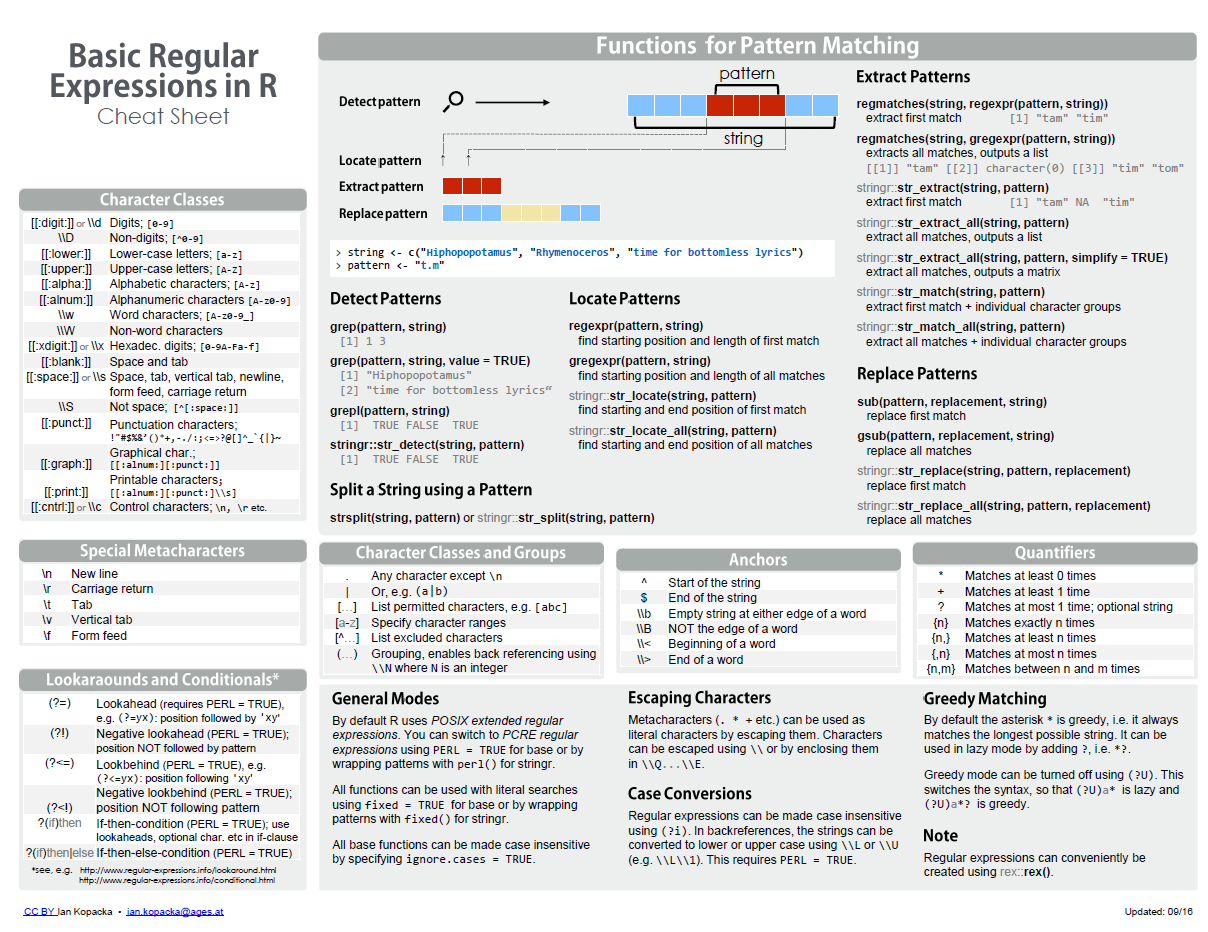 Basic Regular
Expressions in R
Cheat Sheet
Functions for Pattern Matching
Detect pattern
pattern
string
Locate pattern
Extract pattern
Replace pattern
> string <- c("Hiphopopotamus", "Rhymenoceros", "time for bottomless lyrics")
> pattern <- "t.m"
Detect Patterns
grep(pattern, string)
[1] 1 3
grep(pattern, string, value = TRUE)
[1] "Hiphopopotamus"
[2] "time for bottomless lyrics“
grepl(pattern, string)
[1] TRUE FALSE TRUE
stringr::str_detect(string, pattern)
[1] TRUE FALSE TRUE
Split a String using a Pattern
strsplit(string, pattern) or stringr::str_split(string, pattern)
Locate Patterns
regexpr(pattern, string)
find starting position and length of first match
gregexpr(pattern, string)
find starting position and length of all matches
stringr::str_locate(string, pattern)
find starting and end position of first match
stringr::str_locate_all(string, pattern)
find starting and end position of all matches
Extract Patterns
regmatches(string, regexpr(pattern, string))
extract first match [1] "tam" "tim"
regmatches(string, gregexpr(pattern, string))
extracts all matches, outputs a list
[[1]] "tam" [[2]] character(0) [[3]] "tim" "tom"
stringr::str_extract(string, pattern)
extract first match [1] "tam" NA "tim"
stringr::str_extract_all(string, pattern)
extract all matches, outputs a list
stringr::str_extract_all(string, pattern, simplify = TRUE)
extract all matches, outputs a matrix
stringr::str_match(string, pattern)
extract first match + individual character groups
stringr::str_match_all(string, pattern)
extract all matches + individual character groups
Replace Patterns
sub(pattern, replacement, string)
replace first match
gsub(pattern, replacement, string)
replace all matches
stringr::str_replace(string, pattern, replacement)
replace first match
stringr::str_replace_all(string, pattern, replacement)
replace all matches
Character Classes
[[:digit:]] or \\d Digits; [0-9]
\\D Non-digits; [^0-9]
[[:lower:]] Lower-case letters; [a-z]
[[:upper:]] Upper-case letters; [A-Z]
[[:alpha:]] Alphabetic characters; [A-z]
[[:alnum:]] Alphanumeric characters [A-z0-9]
\\w Word characters; [A-z0-9_]
\\W Non-word characters
[[:xdigit:]] or \\x Hexadec. digits; [0-9A-Fa-f]
[[:blank:]] Space and tab
[[:space:]] or \\s Space, tab, vertical tab, newline,
form feed, carriage return
\\S Not space; [^[:space:]]
[[:punct:]] Punctuation characters;
!"#$%&’()*+,-./:;<=>?@[]^_`{|}~
[[:graph:]] Graphical char.;
[[:alnum:][:punct:]]
[[:print:]] Printable characters;
[[:alnum:][:punct:]\\s]
[[:cntrl:]] or \\c Control characters; \n, \r etc.
Special Metacharacters
\n New line
\r Carriage return
\t Tab
\v Vertical tab
\f Form feed
Lookaraounds and Conditionals*
(?=) Lookahead (requires PERL = TRUE),
e.g. (?=yx): position followed by 'xy'
(?!) Negative lookahead (PERL = TRUE);
position NOT followed by pattern
(?<=) Lookbehind (PERL = TRUE), e.g.
(?<=yx): position following 'xy'
(?<!) Negative lookbehind (PERL = TRUE);
position NOT following pattern
?(if)then If-then-condition (PERL = TRUE); use
lookaheads, optional char. etc in if-clause
?(if)then|else If-then-else-condition (PERL = TRUE)
*see, e.g. http://www.regular-expressions.info/lookaround.html
http://www.regular-expressions.info/conditional.html
Character Classes and Groups
. Any character except \n
| Or, e.g. (a|b)
[…] List permitted characters, e.g. [abc]
[a-z] Specify character ranges
[^…] List excluded characters
(…) Grouping, enables back referencing using
\\N where N is an integer
Anchors
^ Start of the string
$ End of the string
\\b Empty string at either edge of a word
\\B NOT the edge of a word
\\< Beginning of a word
\\> End of a word
Quantifiers
* Matches at least 0 times
+ Matches at least 1 time
? Matches at most 1 time; optional string
{n} Matches exactly n times
{n,} Matches at least n times
{,n} Matches at most n times
{n,m} Matches between n and m times
General Modes
By default R uses POSIX extended regular
expressions. You can switch to PCRE regular
expressions using PERL = TRUE for base or by
wrapping patterns with perl() for stringr.
All functions can be used with literal searches
using fixed = TRUE for base or by wrapping
patterns with fixed() for stringr.
All base functions can be made case insensitive
by specifying ignore.cases = TRUE.
Escaping Characters
Metacharacters (. * + etc.) can be used as
literal characters by escaping them. Characters
can be escaped using \\ or by enclosing them
in \\Q...\\E.
Case Conversions
Regular expressions can be made case insensitive
using (?i). In backreferences, the strings can be
converted to lower or upper case using \\L or \\U
(e.g. \\L\\1). This requires PERL = TRUE.
Greedy Matching
By default the asterisk * is greedy, i.e. it always
matches the longest possible string. It can be
used in lazy mode by adding ?, i.e. *?.
Greedy mode can be turned off using (?U). This
switches the syntax, so that (?U)a* is lazy and
(?U)a*? is greedy.
Note
Regular expressions can conveniently be
created using rex::rex().
CC BY Ian Kopacka • ian.kopacka@ages.at
Updated: 09/16